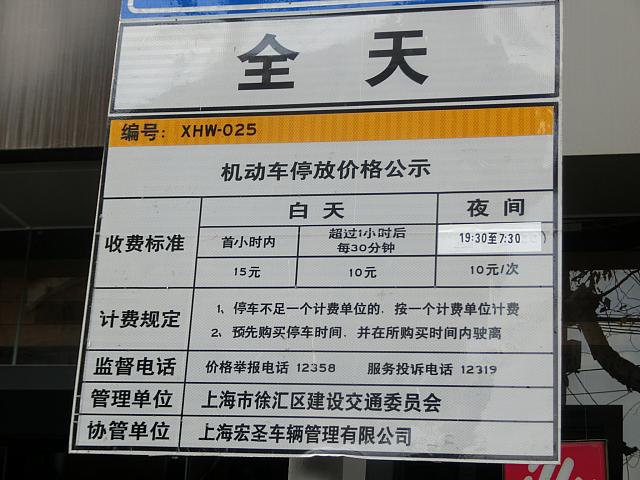 全天
编号：XHW-025
机动车停放价格公示
收费标准
白天
夜间
首小时内
超过1小时后
每30分钟
19:30至7:30
15元
10元
10元/次
计费规定
1、停车不足一个计费单位的，按一个计费单位计费
2、预先购买停车时间，并在所购买时间内驶离
监督电话
价格举报电话 12358 服务投诉电话 12319
管理单位
上海市徐汇区建设交通委员会
协管单位
上海宏圣车辆管理有限公司